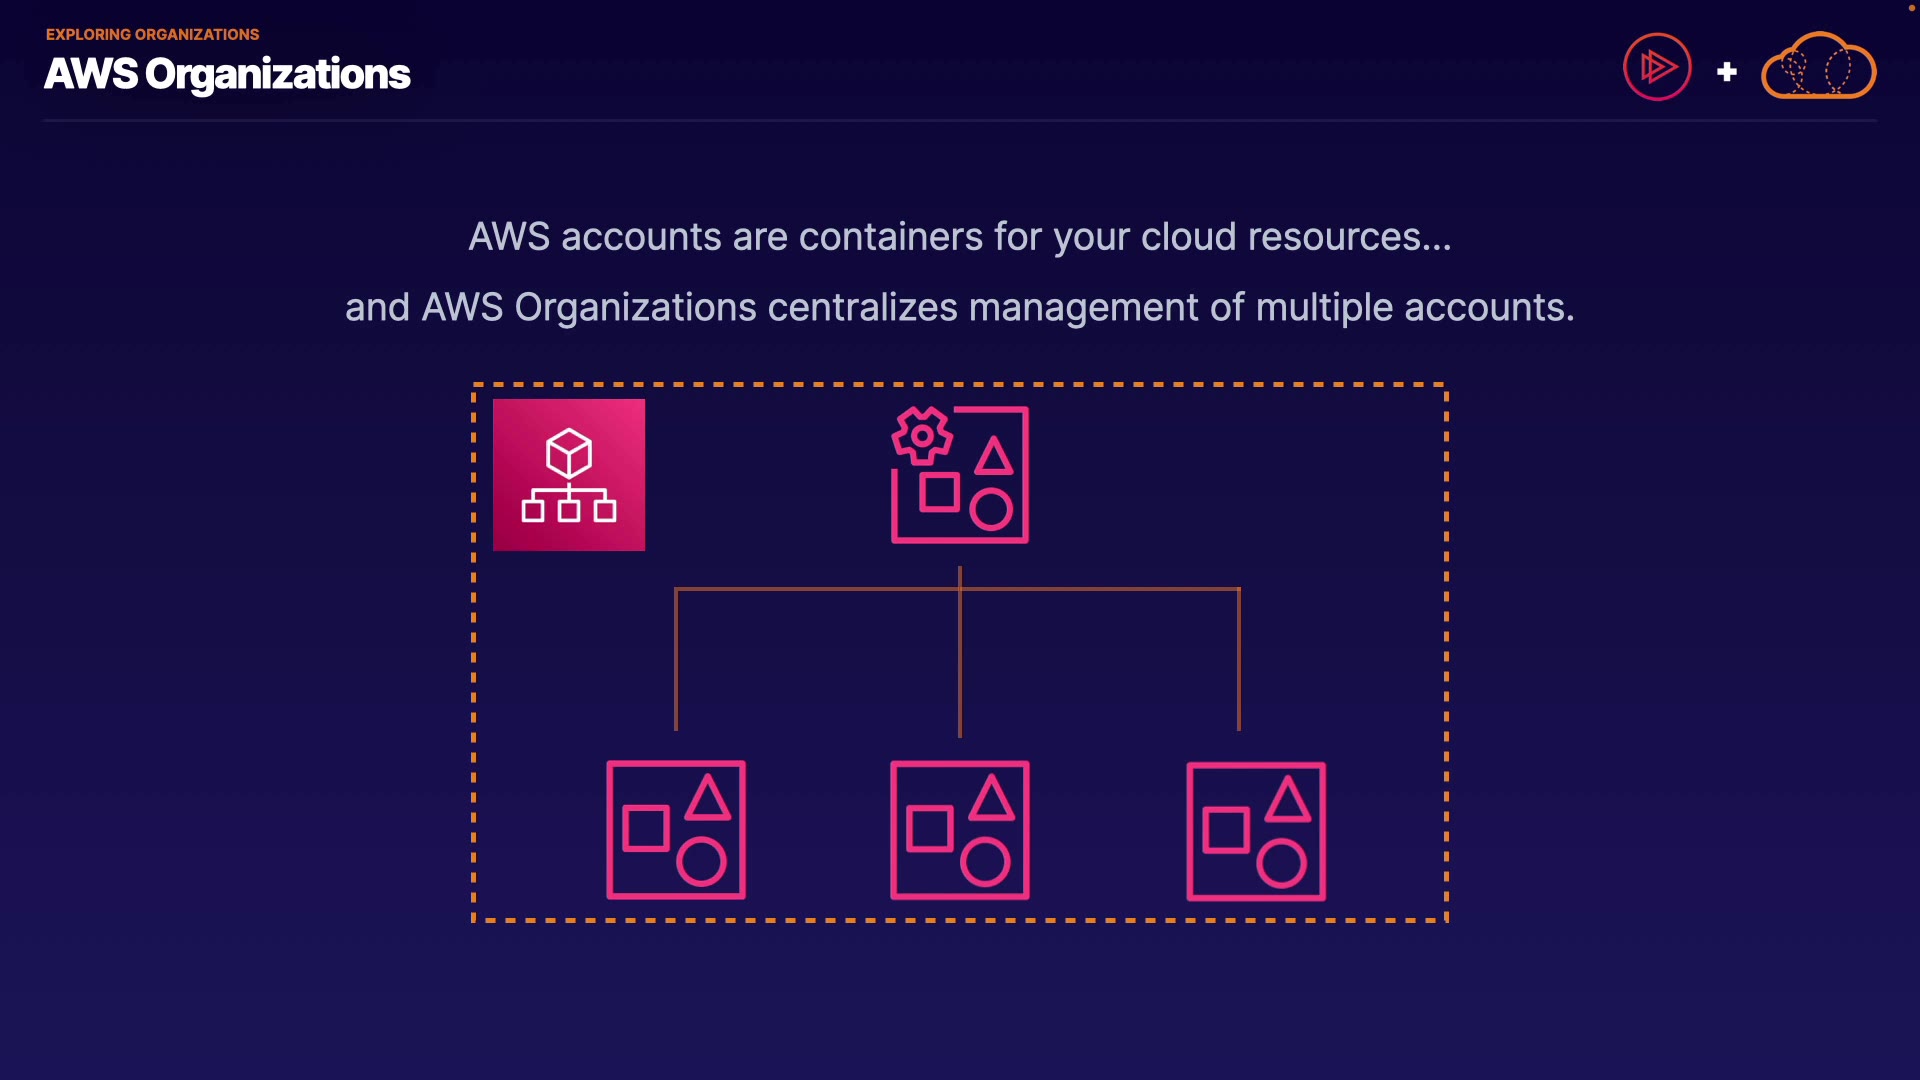 EXPLORING ORGANIZATIONS
AWS Organizations
AWS accounts are containers for your cloud resources...
and AWS Organizations centralizes management of multiple accounts.